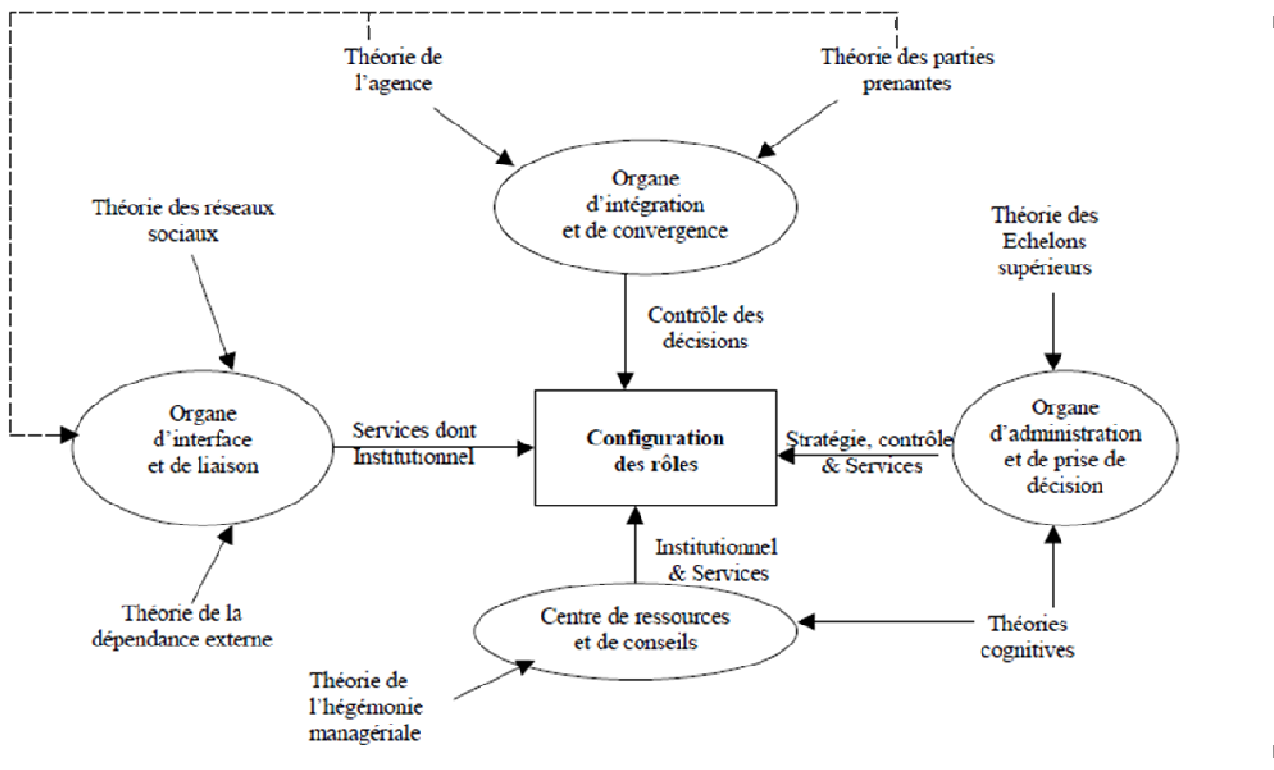 Théorie de
l'agence
Théorie des parties
prenantes
Organe
d'intégration
et de convergence
Théorie des réseaux
sociaux
Théorie des
Echelons
supérieurs
Contrôle des
décisions
Organe
d'interface
et de liaison
Services dont
Institutionnel
Configuration
des rôles
Stratégie, contrôle
& Services
Organe
d'administration
et de prise de
décision
Institutionnel
& Services
Théorie de la
dépendance externe
Centre de ressources
et de conseils
Théories
cognitives
Théorie de
l'hégémonie
managériale